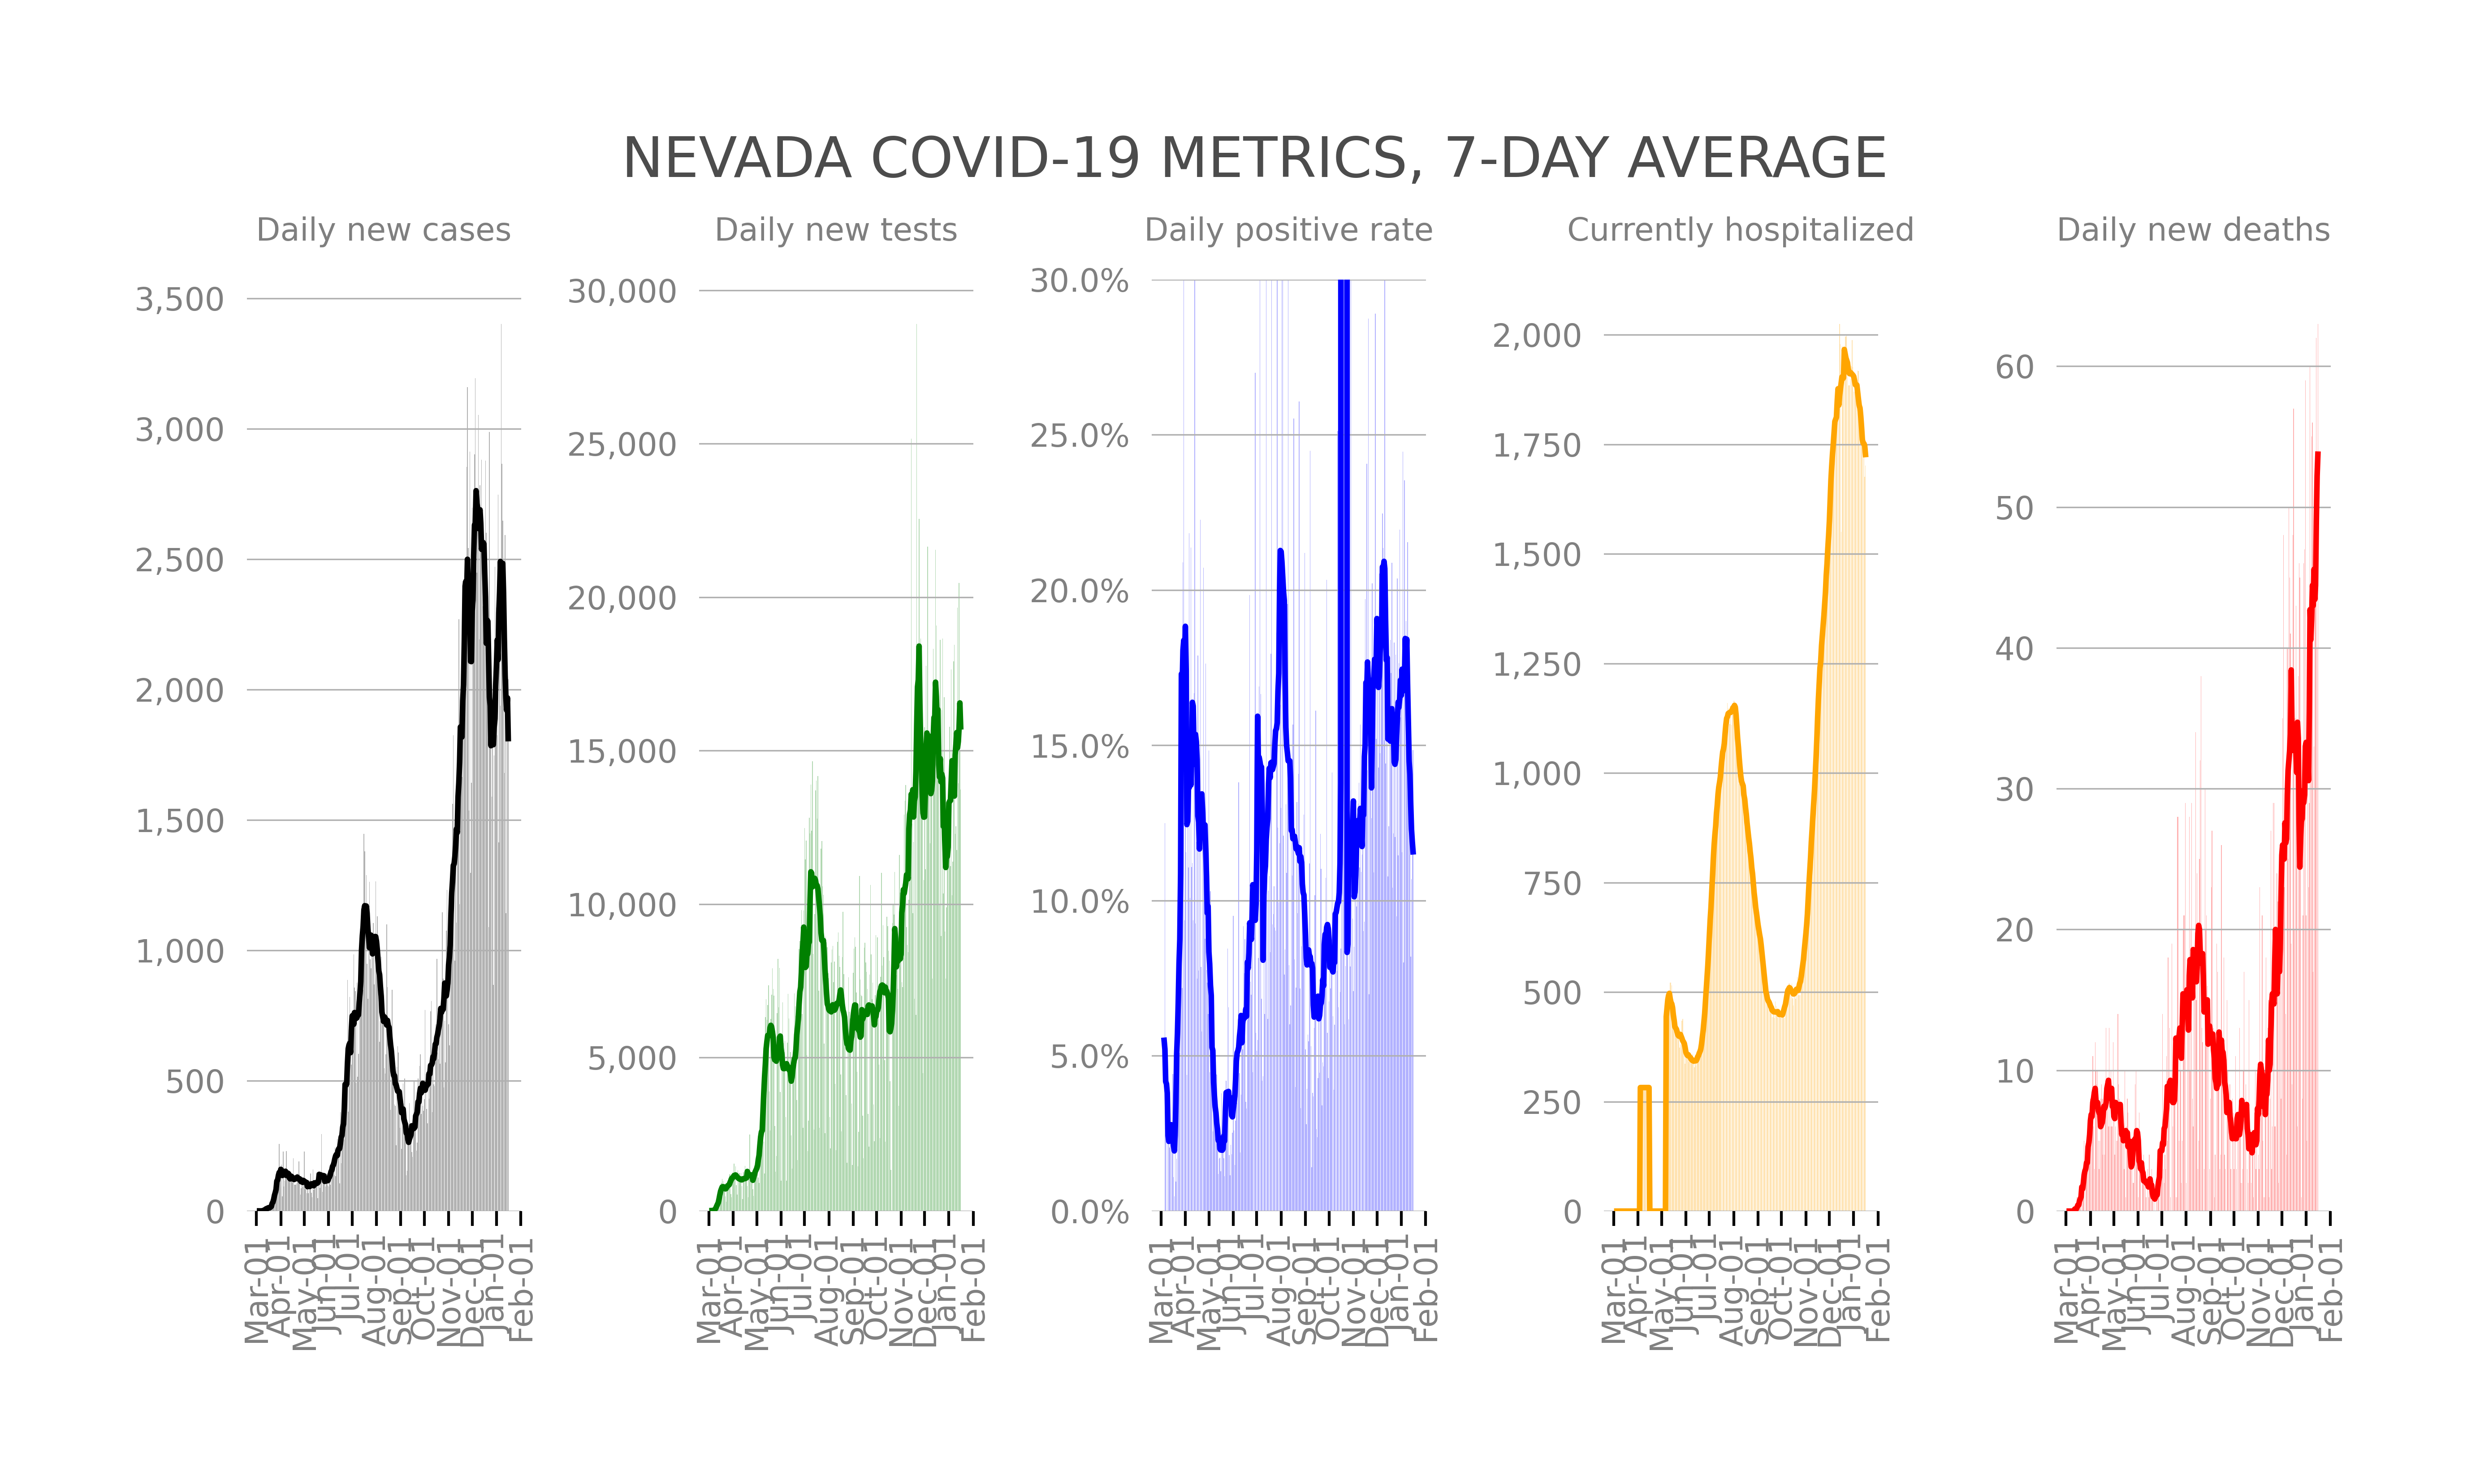 NEVADA COVID-19 METRICS, 7-DAY AVERAGE
Daily new cases
3,500
3,000
2,500
2,000
1,500
1,000
500
0
Mar-01
Apr-01
May-01
Jun-01
Jul-01
Aug-01
Sep-01
Oct-01
Nov-01
Dec-01
Jan-01
Feb-01
Daily new tests
30,000
25,000
20,000
15,000
10,000
5,000
0
Mar-01
Apr-01
May-01
Jun-01
Jul-01
Aug-01
Sep-01
Oct-01
Nov-01
Dec-01
Jan-01
Feb-01
Daily positive rate
30.0%
25.0%
20.0%
15.0%
10.0%
5.0%
0.0%
Mar-01
Apr-01
May-01
Jun-01
Jul-01
Aug-01
Sep-01
Oct-01
Nov-01
Dec-01
Jan-01
Feb-01
Currently hospitalized
2,000
1,750
1,500
1,250
1,000
750
500
250
0
Mar-01
Apr-01
May-01
Jun-01
Jul-01
Aug-01
Sep-01
Oct-01
Nov-01
Dec-01
Jan-01
Feb-01
Daily new deaths
60
50
40
30
20
10
0
Mar-01
Apr-01
May-01
Jun-01
Jul-01
Aug-01
Sep-01
Oct-01
Nov-01
Dec-01
Jan-01
Feb-01